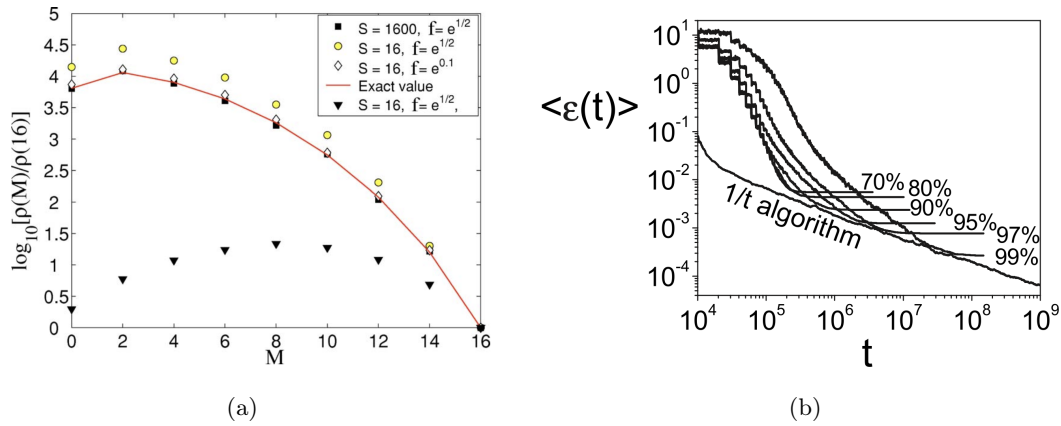 log₁₀[ρ(M)/ρ(16)]
5
4.5
4
3.5
3
2.5
2
1.5
1
0.5
0
0 2 4 6 8 10 12 14 16
M
S = 1600, f= e^1/2
S = 16, f= e^1/2
S = 16, f= e^0.1
Exact value
S = 16, f= e^1/2,
(a)
<ε(t)>
10^1
10^0
10^-1
10^-2
10^-3
10^-4
70%
80%
90%
95%
97%
99%
1/t algorithm
10^4 10^5 10^6 10^7 10^8 10^9
t
(b)